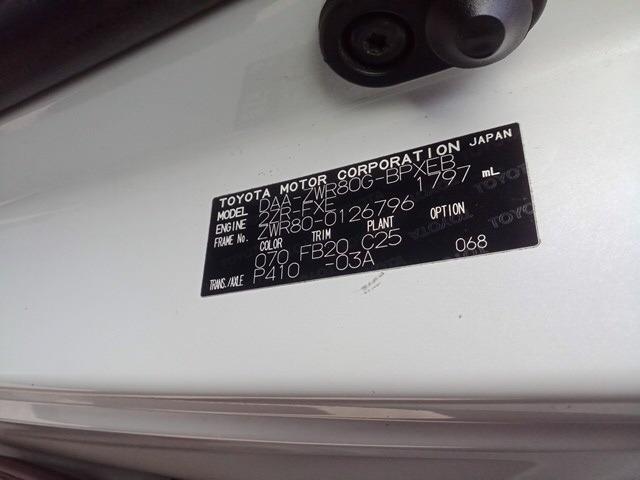 TOYOTA MOTOR CORPORATION JAPAN
MODEL DAA-ZWR80G-BPXEB
ENGINE 2ZR-FXE 1797 mL
FRAME No. ZWR80-0126796
COLOR TRIM PLANT OPTION
070 FB20 C25 068
TRANS./AXLE P410 -03A